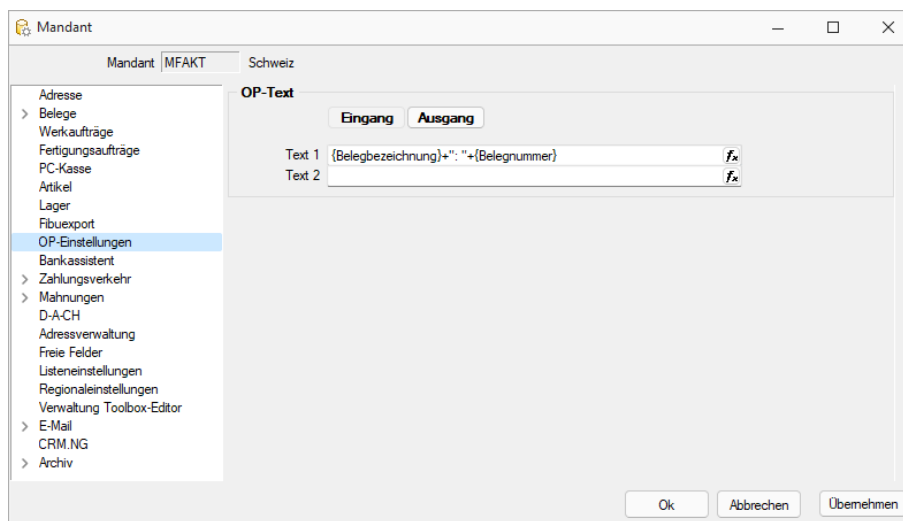 Mandant
Mandant MFAKT Schweiz
Adresse
Belege
Werkaufträge
Fertigungsaufträge
PC-Kasse
Artikel
Lager
Fibuexport
OP-Einstellungen
Bankassistent
Zahlungsverkehr
Mahnungen
D-A-CH
Adressverwaltung
Freie Felder
Listeneinstellungen
Regionaleinstellungen
Verwaltung Toolbox-Editor
E-Mail
CRM.NG
Archiv
OP-Text
Eingang Ausgang
Text 1 {Belegbezeichnung}+": "+{Belegnummer} fx
Text 2 fx
Ok Abbrechen Übernehmen